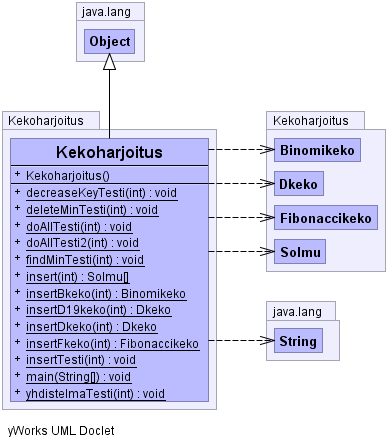 java.lang
Object
Kekoharjoitus
Kekoharjoitus
+ Kekoharjoitus()
+ decreaseKeyTesti(int) : void
+ deleteMinTesti(int) : void
+ doAllTesti(int) : void
+ doAllTesti2(int) : void
+ findMinTesti(int) : void
+ insert(int) : Solmu[]
+ insertBkeko(int) : Binomikeko
+ insertD19keko(int) : Dkeko
+ insertDkeko(int) : Dkeko
+ insertFkeko(int) : Fibonaccikeko
+ insertTesti(int) : void
+ main(String[]) : void
+ yhdistelmaTesti(int) : void
Kekoharjoitus
Binomikeko
Dkeko
Fibonaccikeko
Solmu
java.lang
String
yWorks UML Doclet